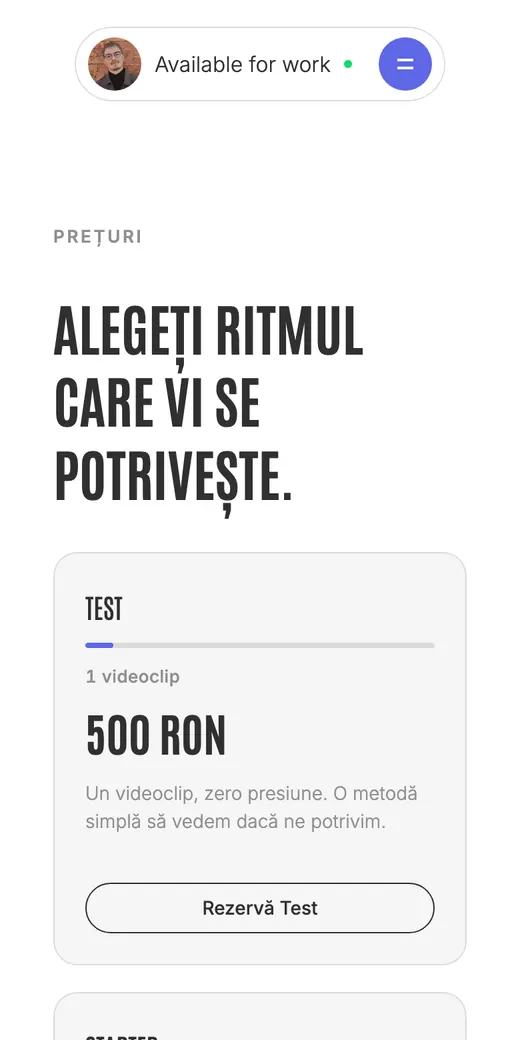 Available for work
PREȚURI
ALEGEȚI RITMUL
CARE VI SE
POTRIVEȘTE.
TEST
1 videoclip
500 RON
Un videoclip, zero presiune. O metodă
simplă să vedem dacă ne potrivim.
Rezervă Test
STARTER